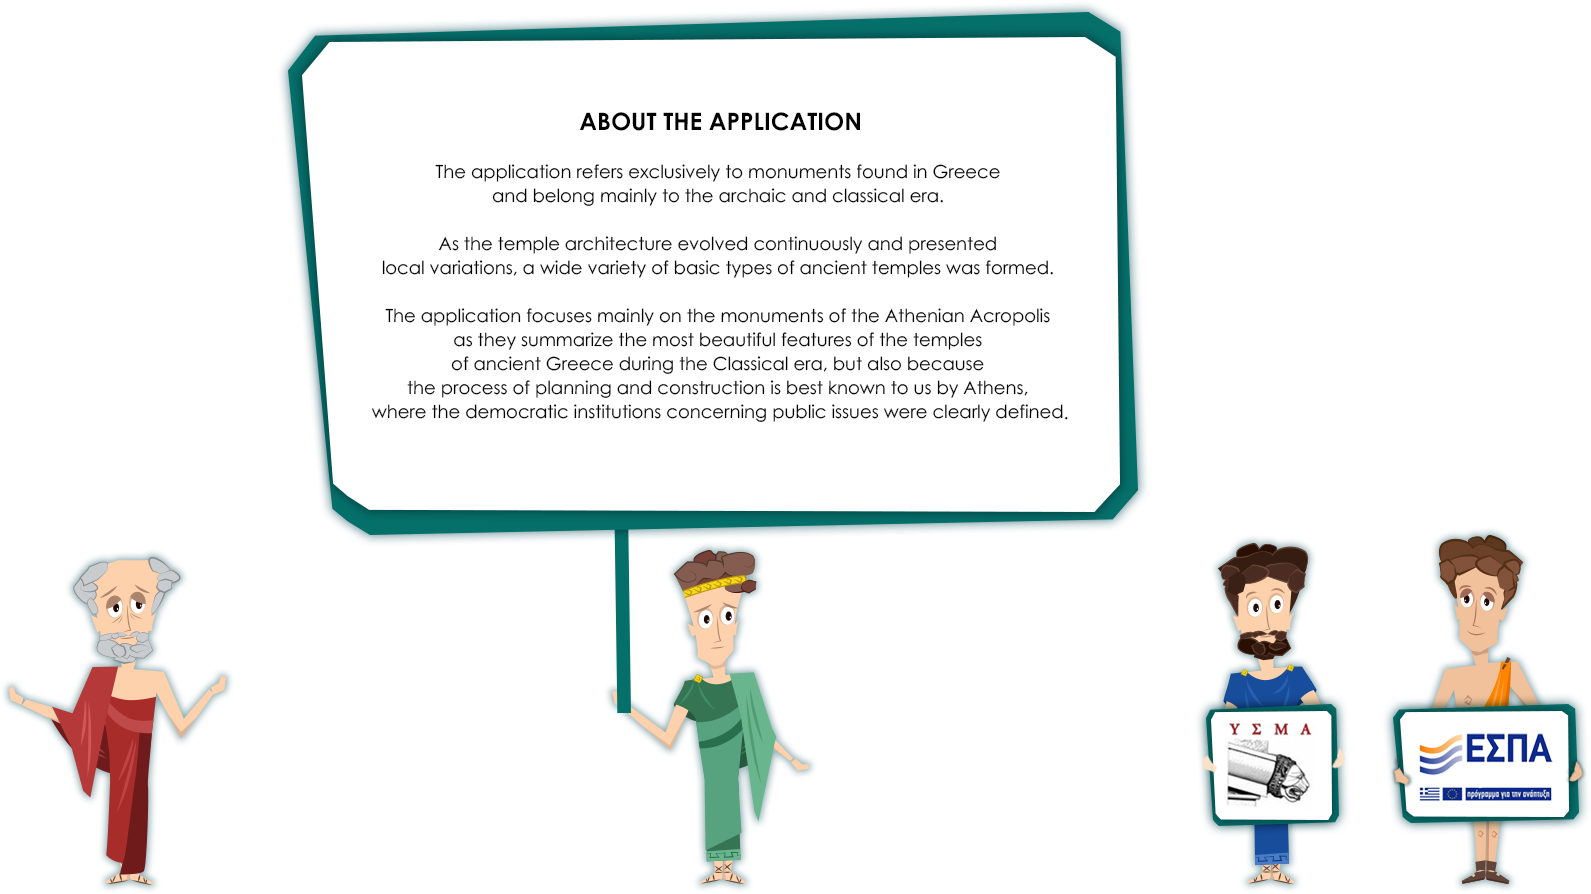 ABOUT THE APPLICATION
The application refers exclusively to monuments found in Greece
and belong mainly to the archaic and classical era.
As the temple architecture evolved continuously and presented
local variations, a wide variety of basic types of ancient temples was formed.
The application focuses mainly on the monuments of the Athenian Acropolis
as they summarize the most beautiful features of the temples
of ancient Greece during the Classical era, but also because
the process of planning and construction is best known to us by Athens,
where the democratic institutions concerning public issues were clearly defined.
Υ Σ Μ Α
ΕΣΠΑ
πρόγραμμα για την ανάπτυξη